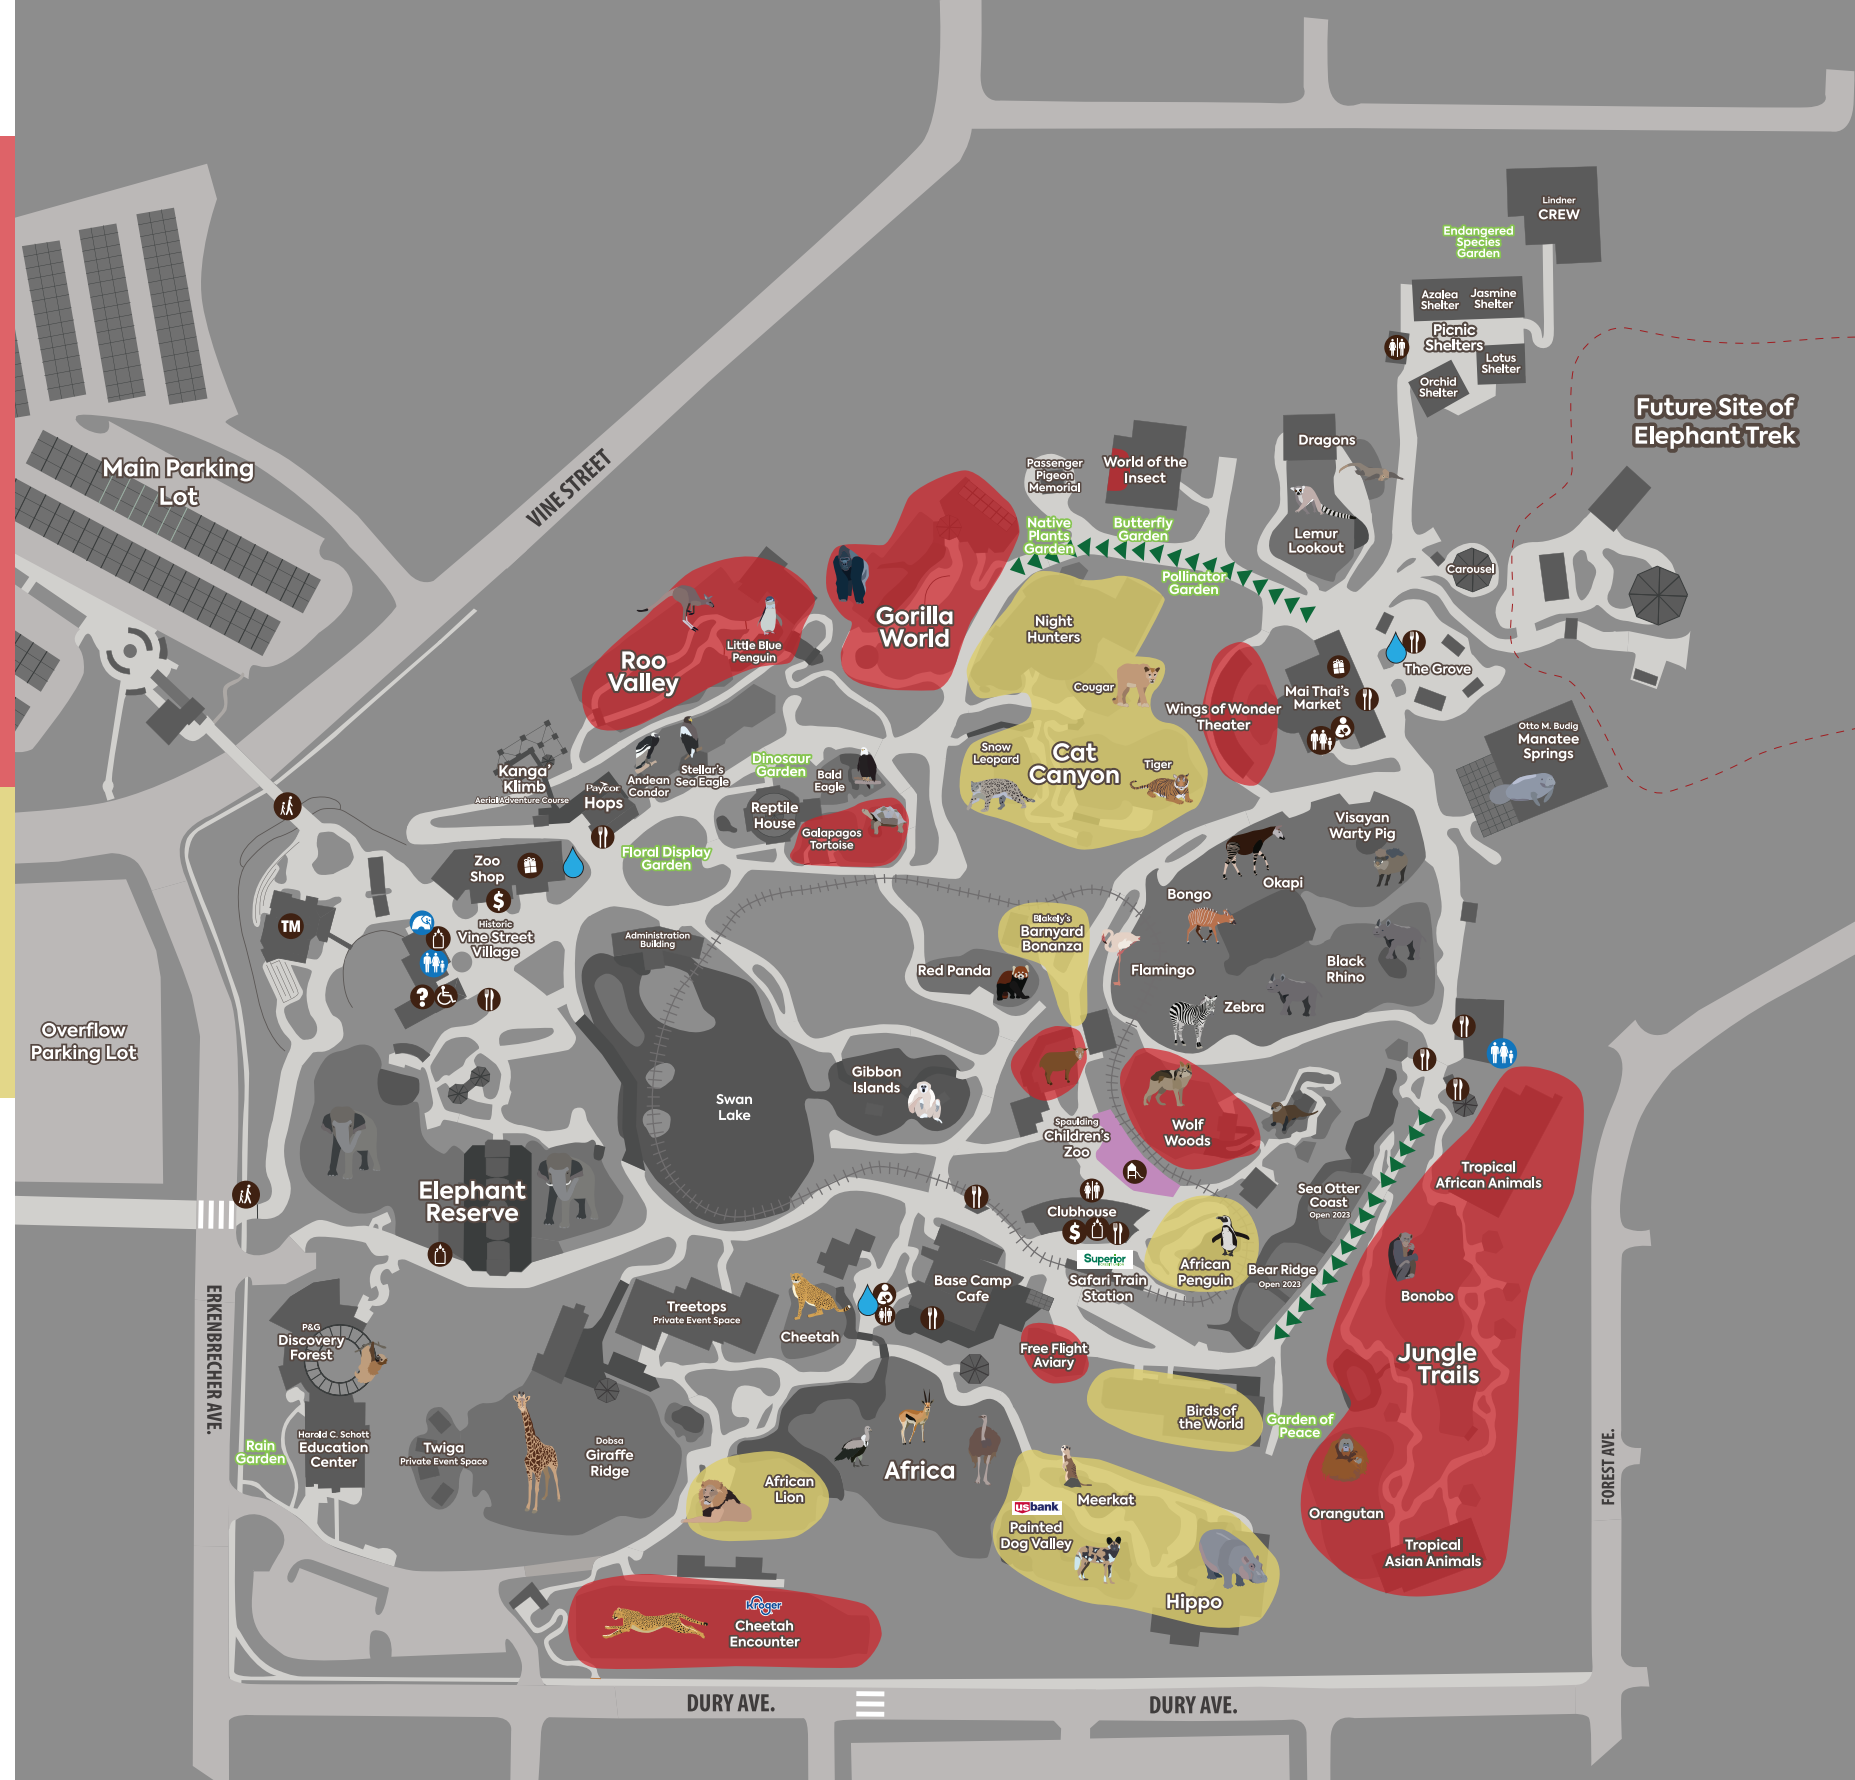 Lindner
CREW
Endangered
Species
Garden
Azalea
Shelter
Jasmine
Shelter
Picnic
Shelters
Lotus
Shelter
Orchid
Shelter
Future Site of
Elephant Trek
Main Parking
Lot
VINE STREET
Dragons
Passenger
Pigeon
Memorial
World of the
Insect
Native
Plants
Garden
Butterfly
Garden
Lemur
Lookout
Pollinator
Garden
Carousel
Gorilla
World
Night
Hunters
Little Blue
Penguin
Roo
Valley
The Grove
Cougar
Mai Thai's
Market
Wings of Wonder
Theater
Otto M. Budig
Manatee
Springs
Snow
Leopard
Cat
Canyon
Tiger
Kanga'
Klimb
Aerial Adventure Course
Paycor
Hops
Andean
Condor
Stellar's
Sea Eagle
Dinosaur
Garden
Bald
Eagle
Reptile
House
Galapagos
Tortoise
Visayan
Warty Pig
Zoo
Shop
Floral Display
Garden
Okapi
Bongo
$
TM
Historic
Vine Street
Village
Administration
Building
Blakely's
Barnyard
Bonanza
Red Panda
Flamingo
Black
Rhino
Zebra
?
Overflow
Parking Lot
Gibbon
Islands
Swan
Lake
Spaulding
Children's
Zoo
Wolf
Woods
Tropical
African Animals
Elephant
Reserve
Sea Otter
Coast
Open 2023
Clubhouse
$
Superior
Safari Train
Station
African
Penguin
Bear Ridge
Open 2023
Base Camp
Cafe
Bonobo
ERKENBRECHER AVE.
Treetops
Private Event Space
Cheetah
P&G
Discovery
Forest
Free Flight
Aviary
Jungle
Trails
Birds of
the World
Garden of
Peace
Rain
Garden
Harold C. Schott
Education
Center
Twiga
Private Event Space
Dobsa
Giraffe
Ridge
Africa
African
Lion
Meerkat
usbank
Painted
Dog Valley
Orangutan
Tropical
Asian Animals
FOREST AVE.
Hippo
Kroger
Cheetah
Encounter
DURY AVE.
DURY AVE.